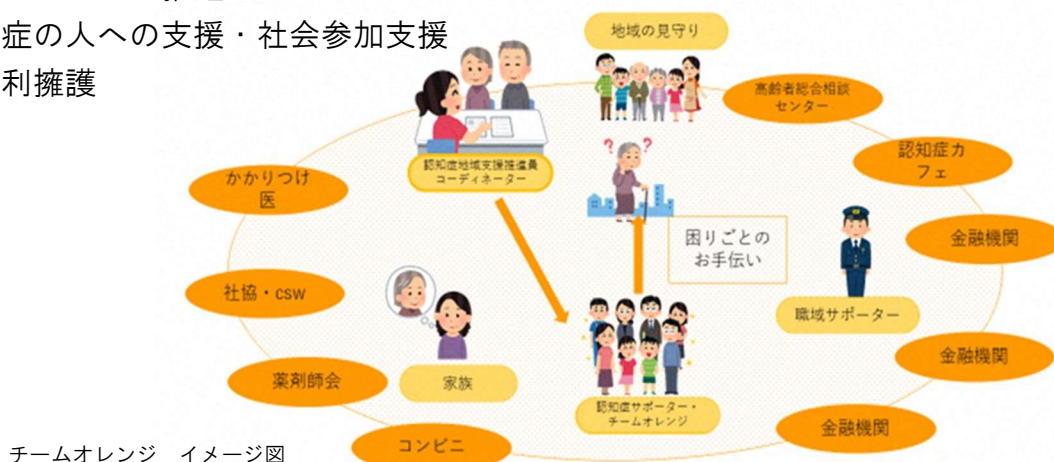 症の人への支援・社会参加支援
利擁護
地域の見守り
高齢者総合相談
センター
認知症地域支援推進員
コーディネーター
認知症カ
フェ
かかりつけ
医
金融機関
困りごとの
お手伝い
社協・csw
職域サポーター
金融機関
薬剤師会
家族
認知症サポーター・
チームオレンジ
金融機関
コンビニ
チームオレンジ イメージ図